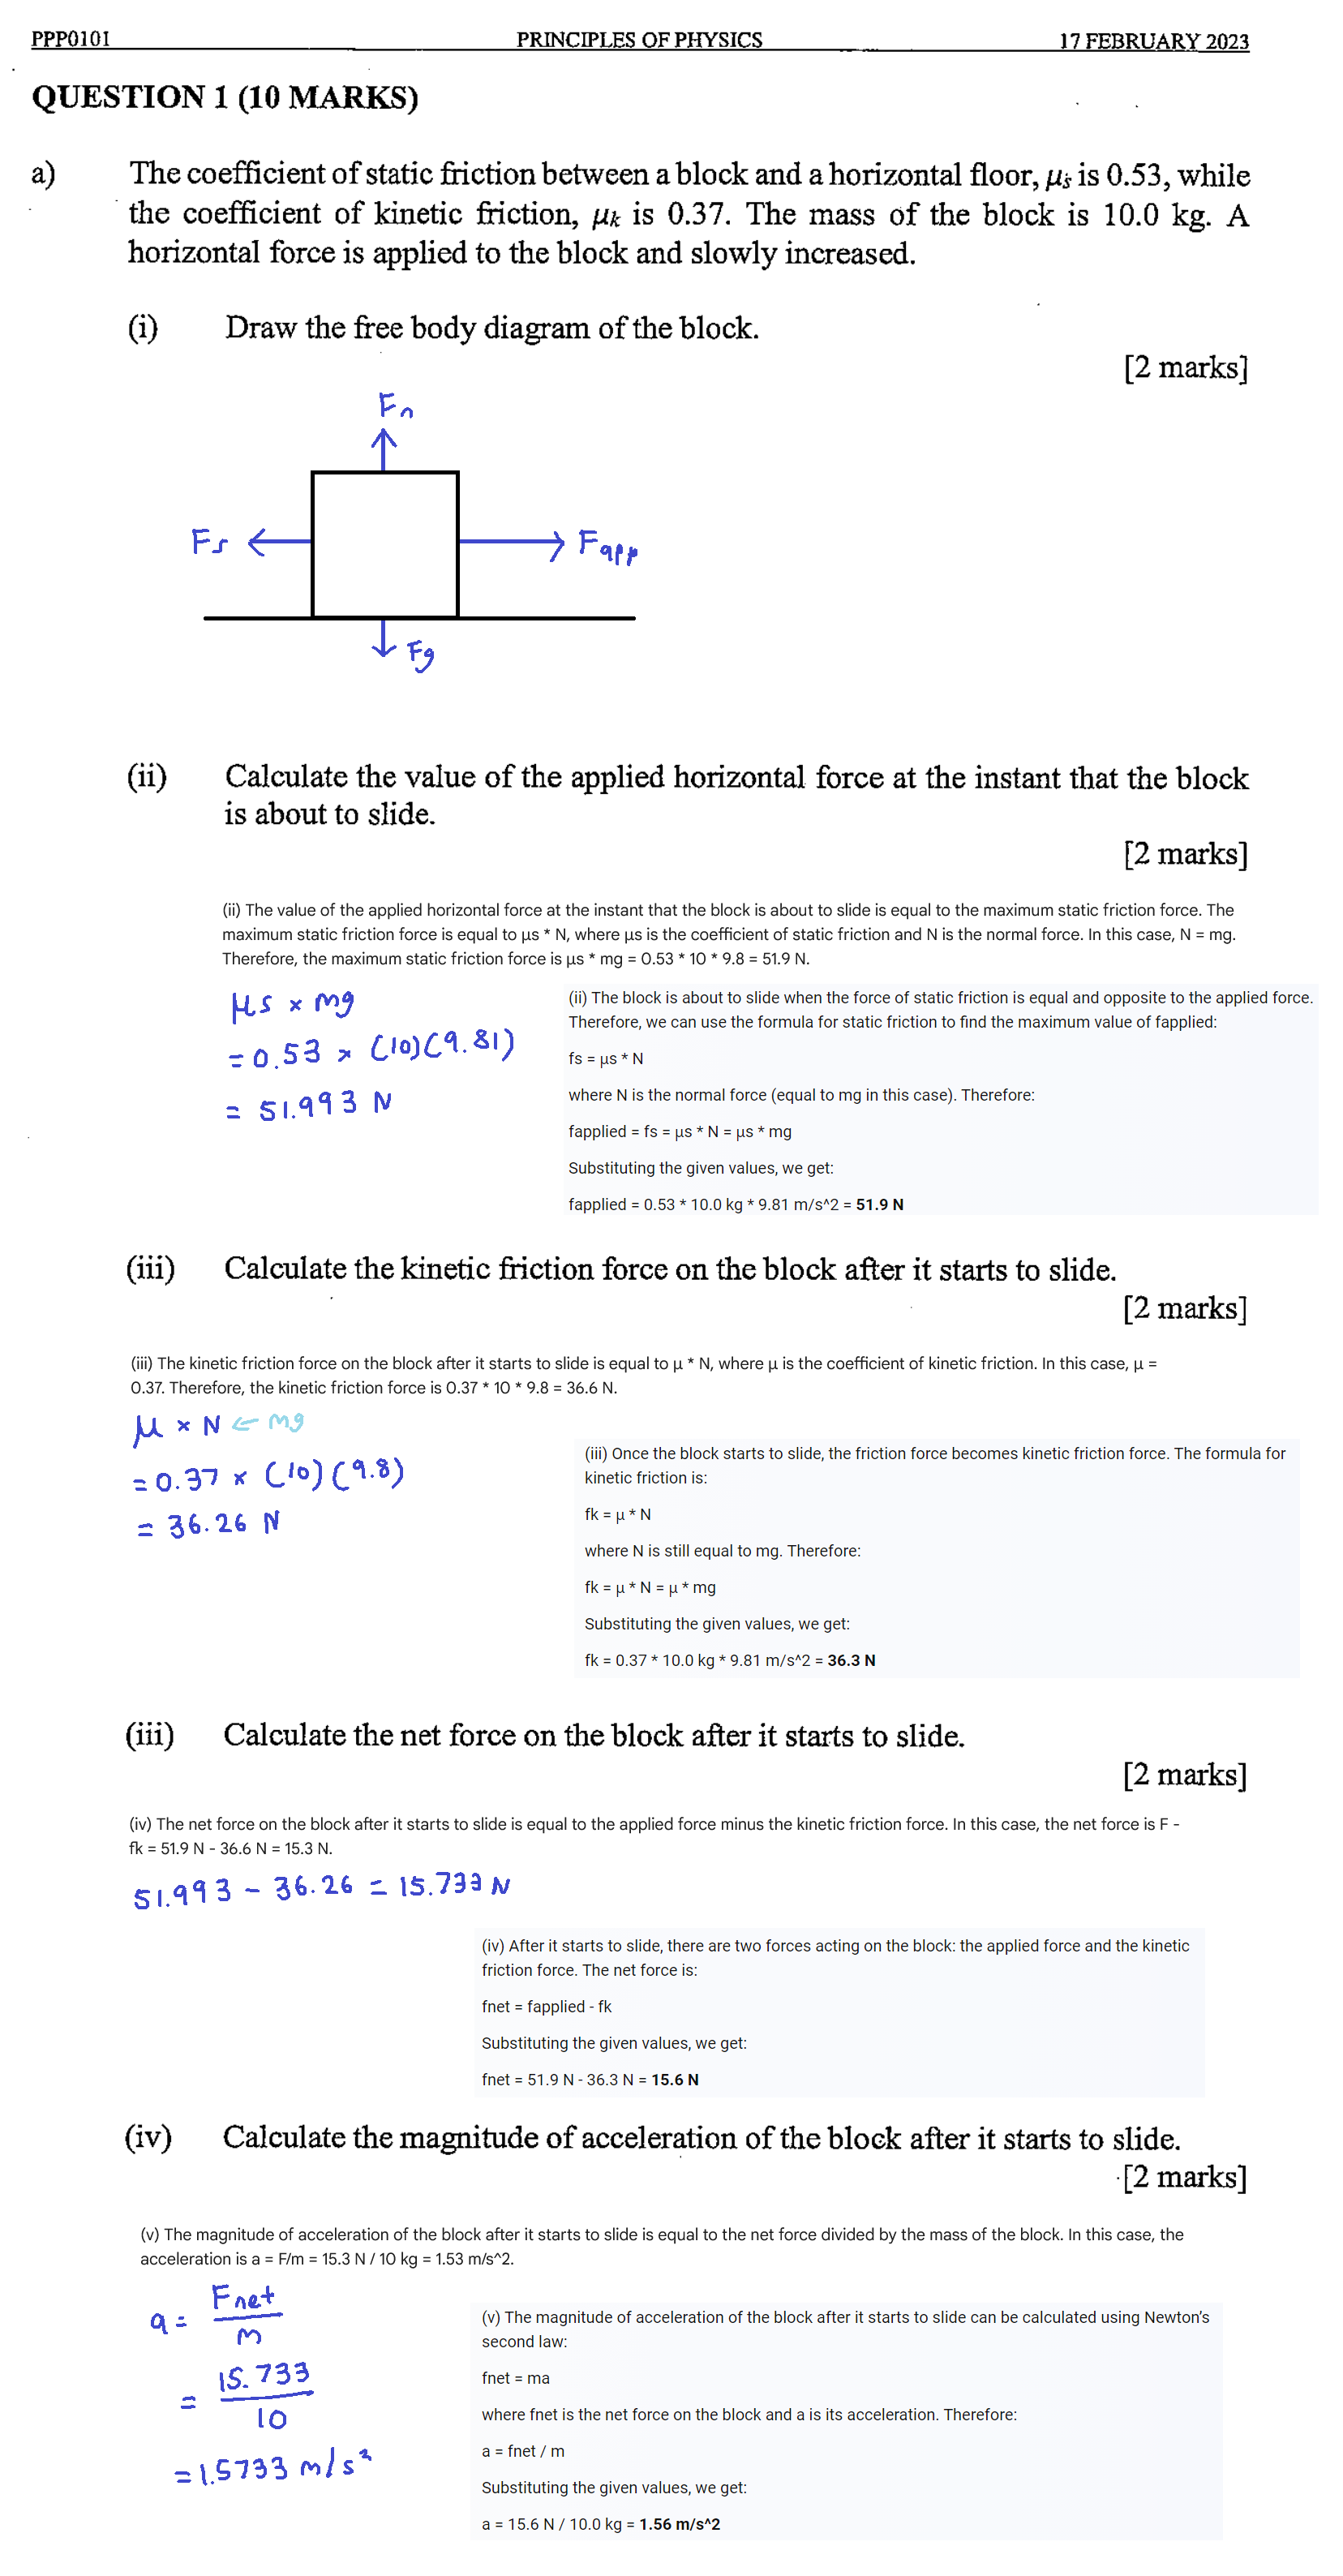 PPP0101 PRINCIPLES OF PHYSICS 17 FEBRUARY 2023
QUESTION 1 (10 MARKS)
a) The coefficient of static friction between a block and a horizontal floor, μs is 0.53, while
the coefficient of kinetic friction, μk is 0.37. The mass of the block is 10.0 kg. A
horizontal force is applied to the block and slowly increased.
(i) Draw the free body diagram of the block.
[2 marks]
Fn
Fs
Fapp
Fg
(ii) Calculate the value of the applied horizontal force at the instant that the block
is about to slide.
[2 marks]
(ii) The value of the applied horizontal force at the instant that the block is about to slide is equal to the maximum static friction force. The
maximum static friction force is equal to μs * N, where μs is the coefficient of static friction and N is the normal force. In this case, N = mg.
Therefore, the maximum static friction force is μs * mg = 0.53 * 10 * 9.8 = 51.9 N.
μs × mg
= 0.53 × (10)(9.81)
= 51.993 N
(ii) The block is about to slide when the force of static friction is equal and opposite to the applied force.
Therefore, we can use the formula for static friction to find the maximum value of fapplied:
fs = μs * N
where N is the normal force (equal to mg in this case). Therefore:
fapplied = fs = μs * N = μs * mg
Substituting the given values, we get:
fapplied = 0.53 * 10.0 kg * 9.81 m/s^2 = 51.9 N
(iii) Calculate the kinetic friction force on the block after it starts to slide.
[2 marks]
(iii) The kinetic friction force on the block after it starts to slide is equal to μ * N, where μ is the coefficient of kinetic friction. In this case, μ =
0.37. Therefore, the kinetic friction force is 0.37 * 10 * 9.8 = 36.6 N.
μ × N ← mg
= 0.37 × (10)(9.8)
= 36.26 N
(iii) Once the block starts to slide, the friction force becomes kinetic friction force. The formula for
kinetic friction is:
fk = μ * N
where N is still equal to mg. Therefore:
fk = μ * N = μ * mg
Substituting the given values, we get:
fk = 0.37 * 10.0 kg * 9.81 m/s^2 = 36.3 N
(iii) Calculate the net force on the block after it starts to slide.
[2 marks]
(iv) The net force on the block after it starts to slide is equal to the applied force minus the kinetic friction force. In this case, the net force is F -
fk = 51.9 N - 36.6 N = 15.3 N.
51.993 - 36.26 = 15.733 N
(iv) After it starts to slide, there are two forces acting on the block: the applied force and the kinetic
friction force. The net force is:
fnet = fapplied - fk
Substituting the given values, we get:
fnet = 51.9 N - 36.3 N = 15.6 N
(iv) Calculate the magnitude of acceleration of the block after it starts to slide.
[2 marks]
(v) The magnitude of acceleration of the block after it starts to slide is equal to the net force divided by the mass of the block. In this case, the
acceleration is a = F/m = 15.3 N / 10 kg = 1.53 m/s^2.
a = Fnet / m
= 15.733 / 10
= 1.5733 m/s²
(v) The magnitude of acceleration of the block after it starts to slide can be calculated using Newton's
second law:
fnet = ma
where fnet is the net force on the block and a is its acceleration. Therefore:
a = fnet / m
Substituting the given values, we get:
a = 15.6 N / 10.0 kg = 1.56 m/s^2